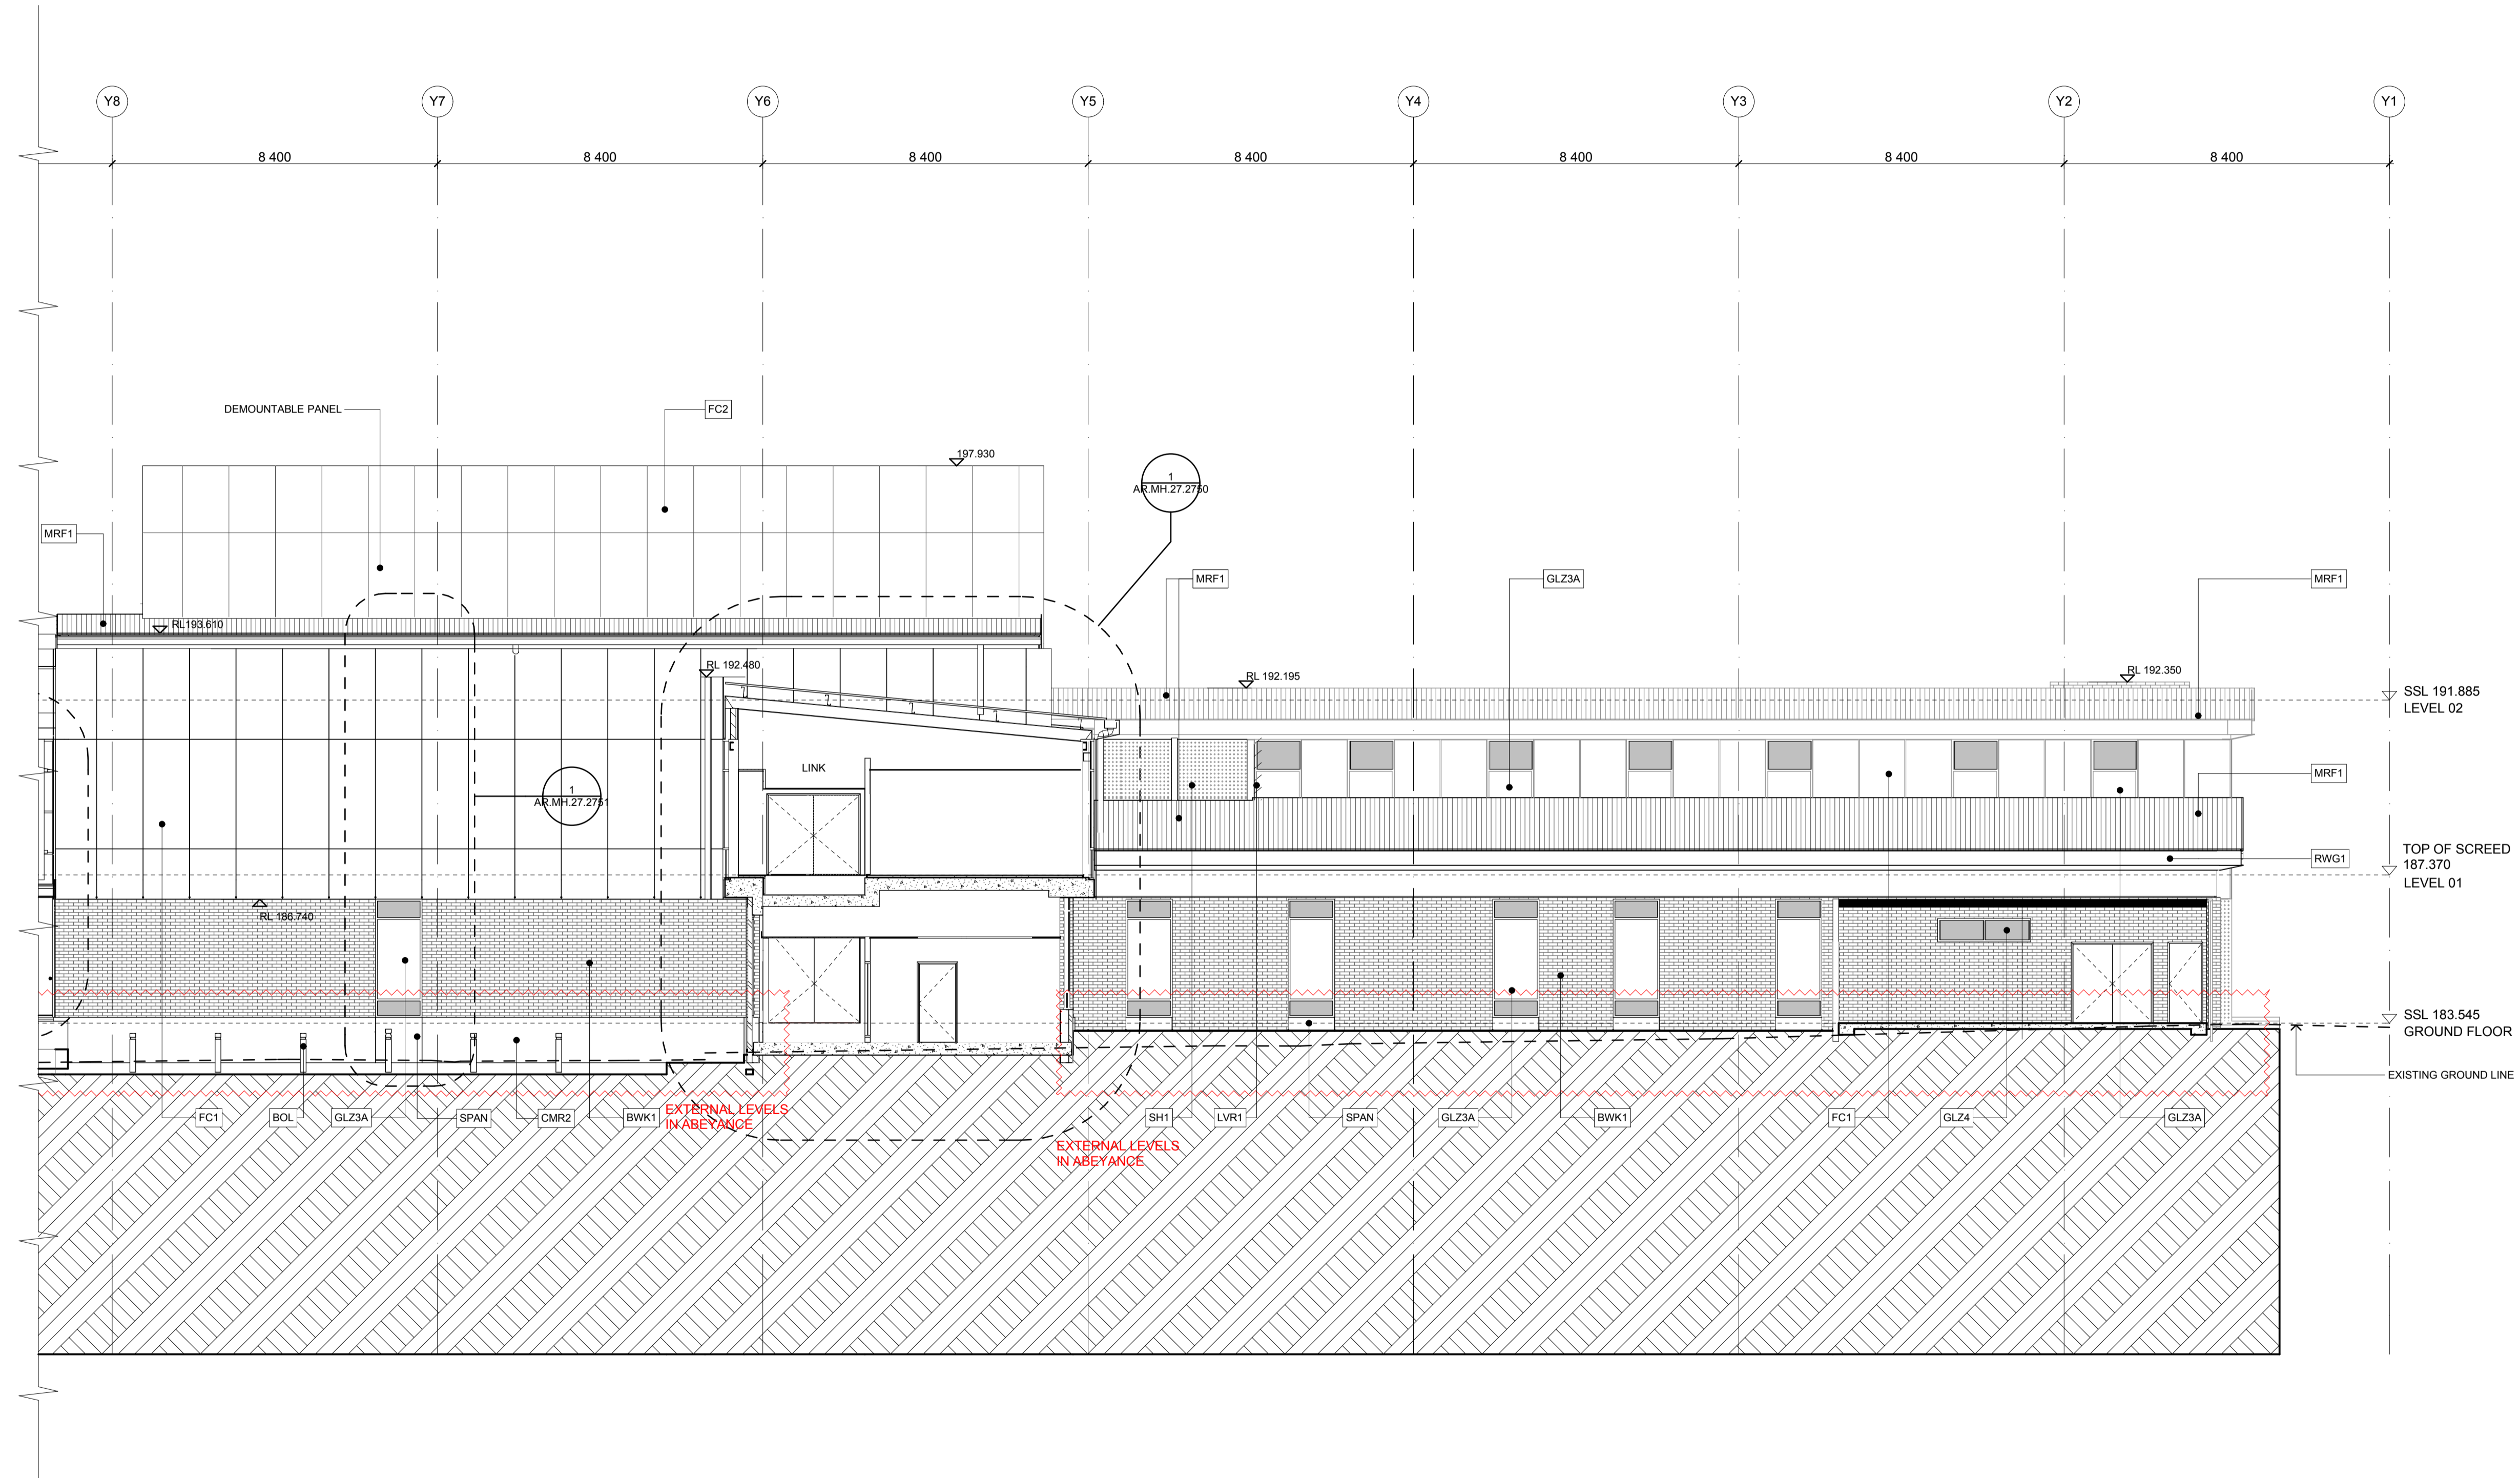 Y8
Y7
Y6
Y5
Y4
Y3
Y2
Y1
8 400
8 400
8 400
8 400
8 400
8 400
8 400
DEMOUNTABLE PANEL
FC2
197.930
1
AR.MH.27.2750
MRF1
MRF1
GLZ3A
MRF1
RL193.610
RL 192.480
RL 192.195
RL 192.350
SSL 191.885
LEVEL 02
LINK
1
AR.MH.27.2751
MRF1
TOP OF SCREED
187.370
LEVEL 01
RWG1
RL 186.740
SSL 183.545
GROUND FLOOR
EXISTING GROUND LINE
FC1
BOL
GLZ3A
SPAN
CMR2
BWK1
EXTERNAL LEVELS
IN ABEYANCE
SH1
LVR1
SPAN
GLZ3A
BWK1
FC1
GLZ4
GLZ3A
EXTERNAL LEVELS
IN ABEYANCE